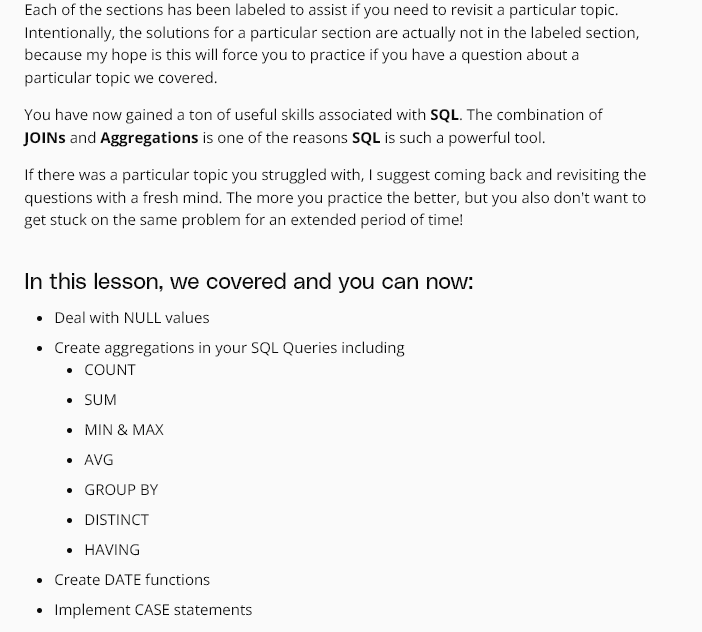 Each of the sections has been labeled to assist if you need to revisit a particular topic.
Intentionally, the solutions for a particular section are actually not in the labeled section,
because my hope is this will force you to practice if you have a question about a
particular topic we covered.
You have now gained a ton of useful skills associated with SQL. The combination of
JOINs and Aggregations is one of the reasons SQL is such a powerful tool.
If there was a particular topic you struggled with, I suggest coming back and revisiting the
questions with a fresh mind. The more you practice the better, but you also don't want to
get stuck on the same problem for an extended period of time!
In this lesson, we covered and you can now:
• Deal with NULL values
• Create aggregations in your SQL Queries including
• COUNT
• SUM
• MIN & MAX
• AVG
• GROUP BY
• DISTINCT
• HAVING
• Create DATE functions
• Implement CASE statements